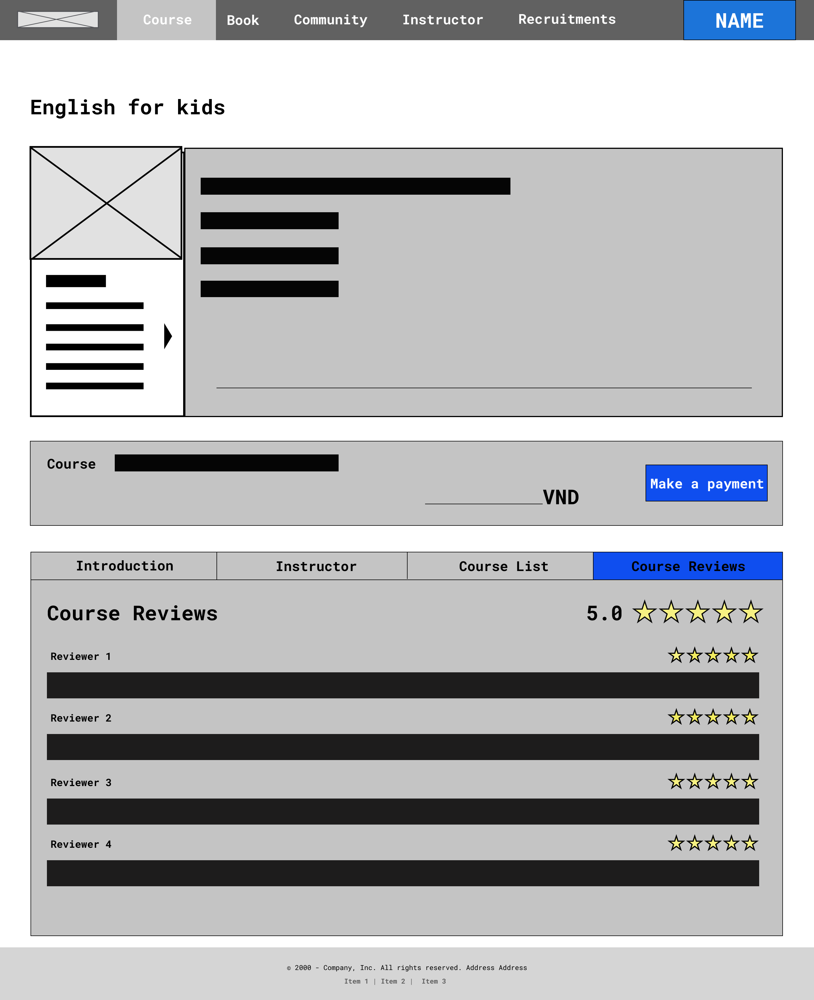 Course Book Community Instructor Recruitments NAME
English for kids
Course
VND
Make a payment
Introduction Instructor Course List Course Reviews
Course Reviews 5.0
Reviewer 1
Reviewer 2
Reviewer 3
Reviewer 4
© 2000 - Company, Inc. All rights reserved. Address Address
Item 1 | Item 2 | Item 3